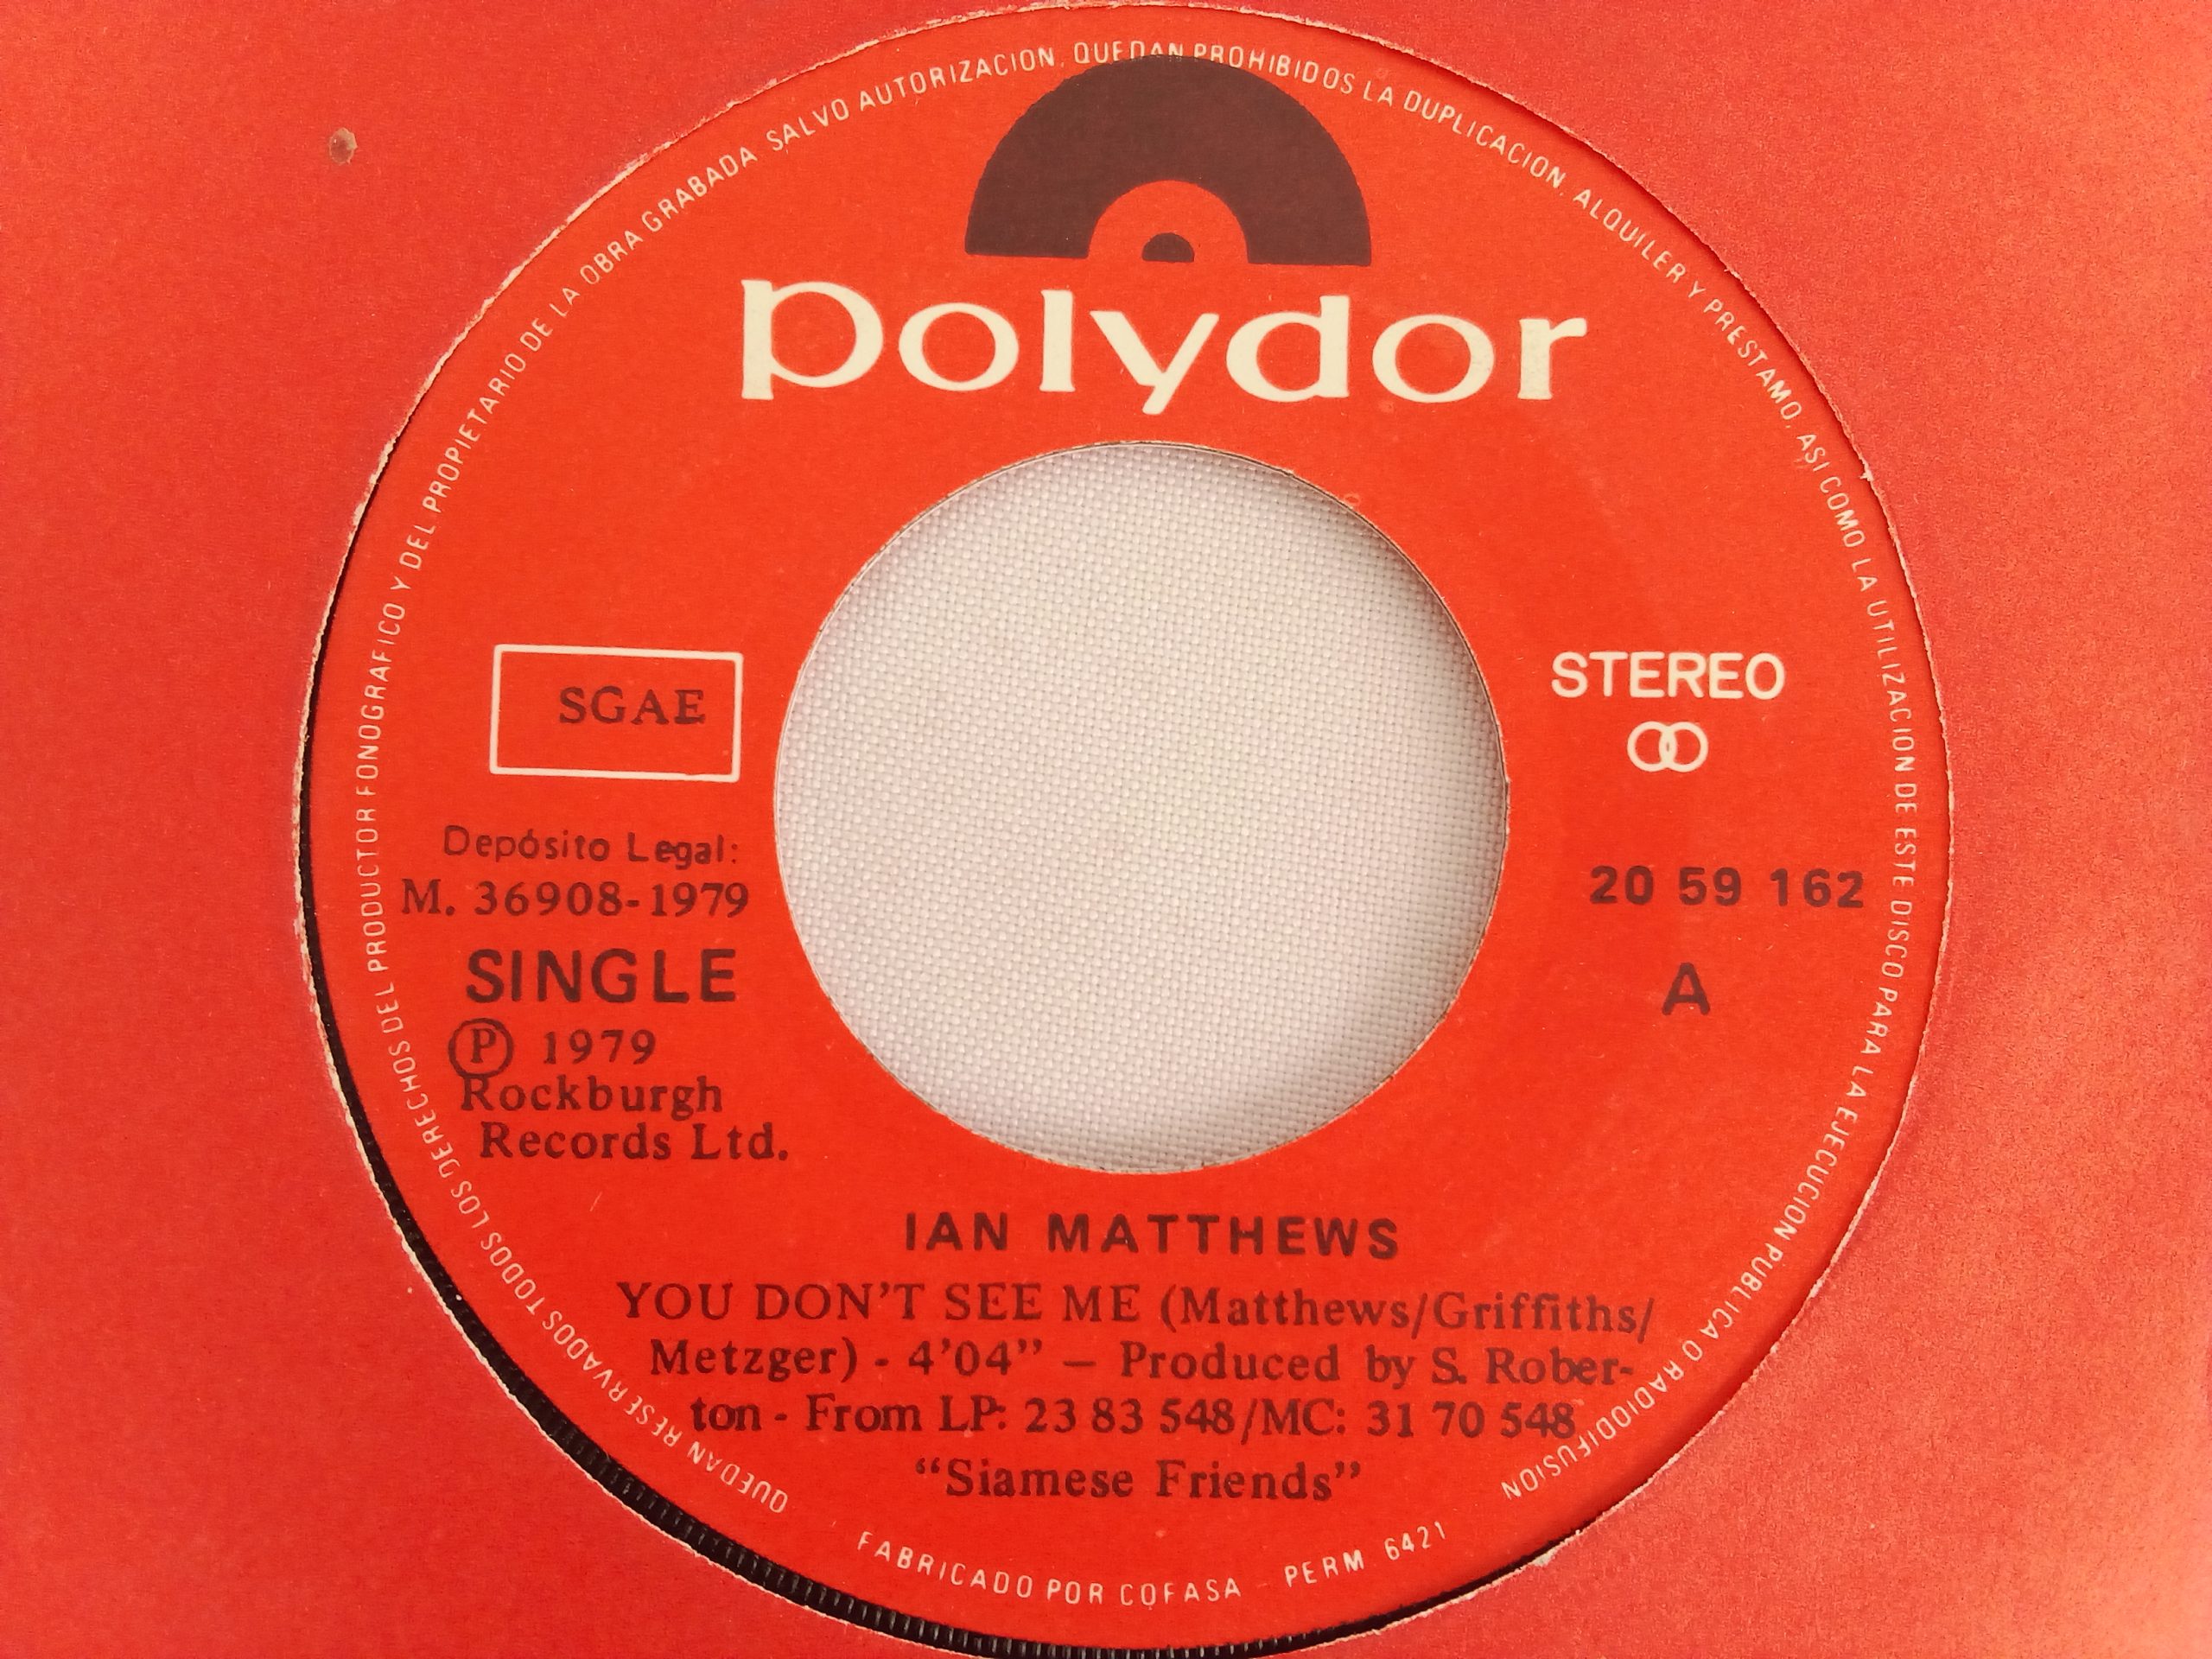 QUEDAN RESERVADOS TODOS LOS DERECHOS DEL PRODUCTOR FONOGRAFICO Y DEL PROPIETARIO DE LA OBRA GRABADA SALVO AUTORIZACION, QUEDAN PROHIBIDOS LA DUPLICACION, ALQUILER Y PRESTAMO, ASI COMO LA UTILIZACION DE ESTE DISCO PARA LA EJECUCION PUBLICA O RADIODIFUSION
polydor
SGAE
STEREO
Depósito Legal:
M. 36908-1979
SINGLE
Ⓟ 1979
Rockburgh
Records Ltd.
20 59 162
A
IAN MATTHEWS
YOU DON'T SEE ME (Matthews/Griffiths/
Metzger) - 4'04" — Produced by S. Rober-
ton - From LP: 23 83 548/MC: 31 70 548
"Siamese Friends"
FABRICADO POR COFASA - PERM 6421